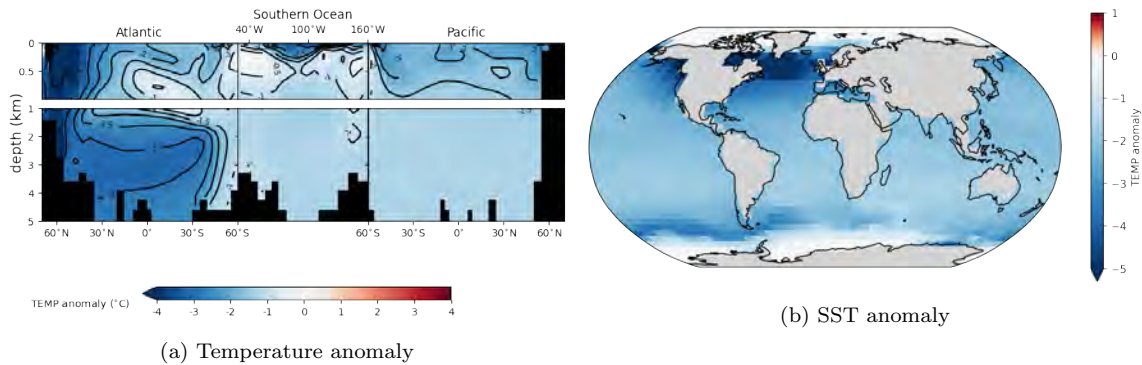 Southern Ocean
Atlantic 40°W 100°W 160°W Pacific
0
0.5
1
2
3
4
5
depth (km)
60°N 30°N 0° 30°S 60°S 60°S 30°S 0° 30°N 60°N
TEMP anomaly (°C)
-4 -3 -2 -1 0 1 2 3 4
(a) Temperature anomaly
1
0
−1
−2
−3
−4
−5
TEMP anomaly
(b) SST anomaly